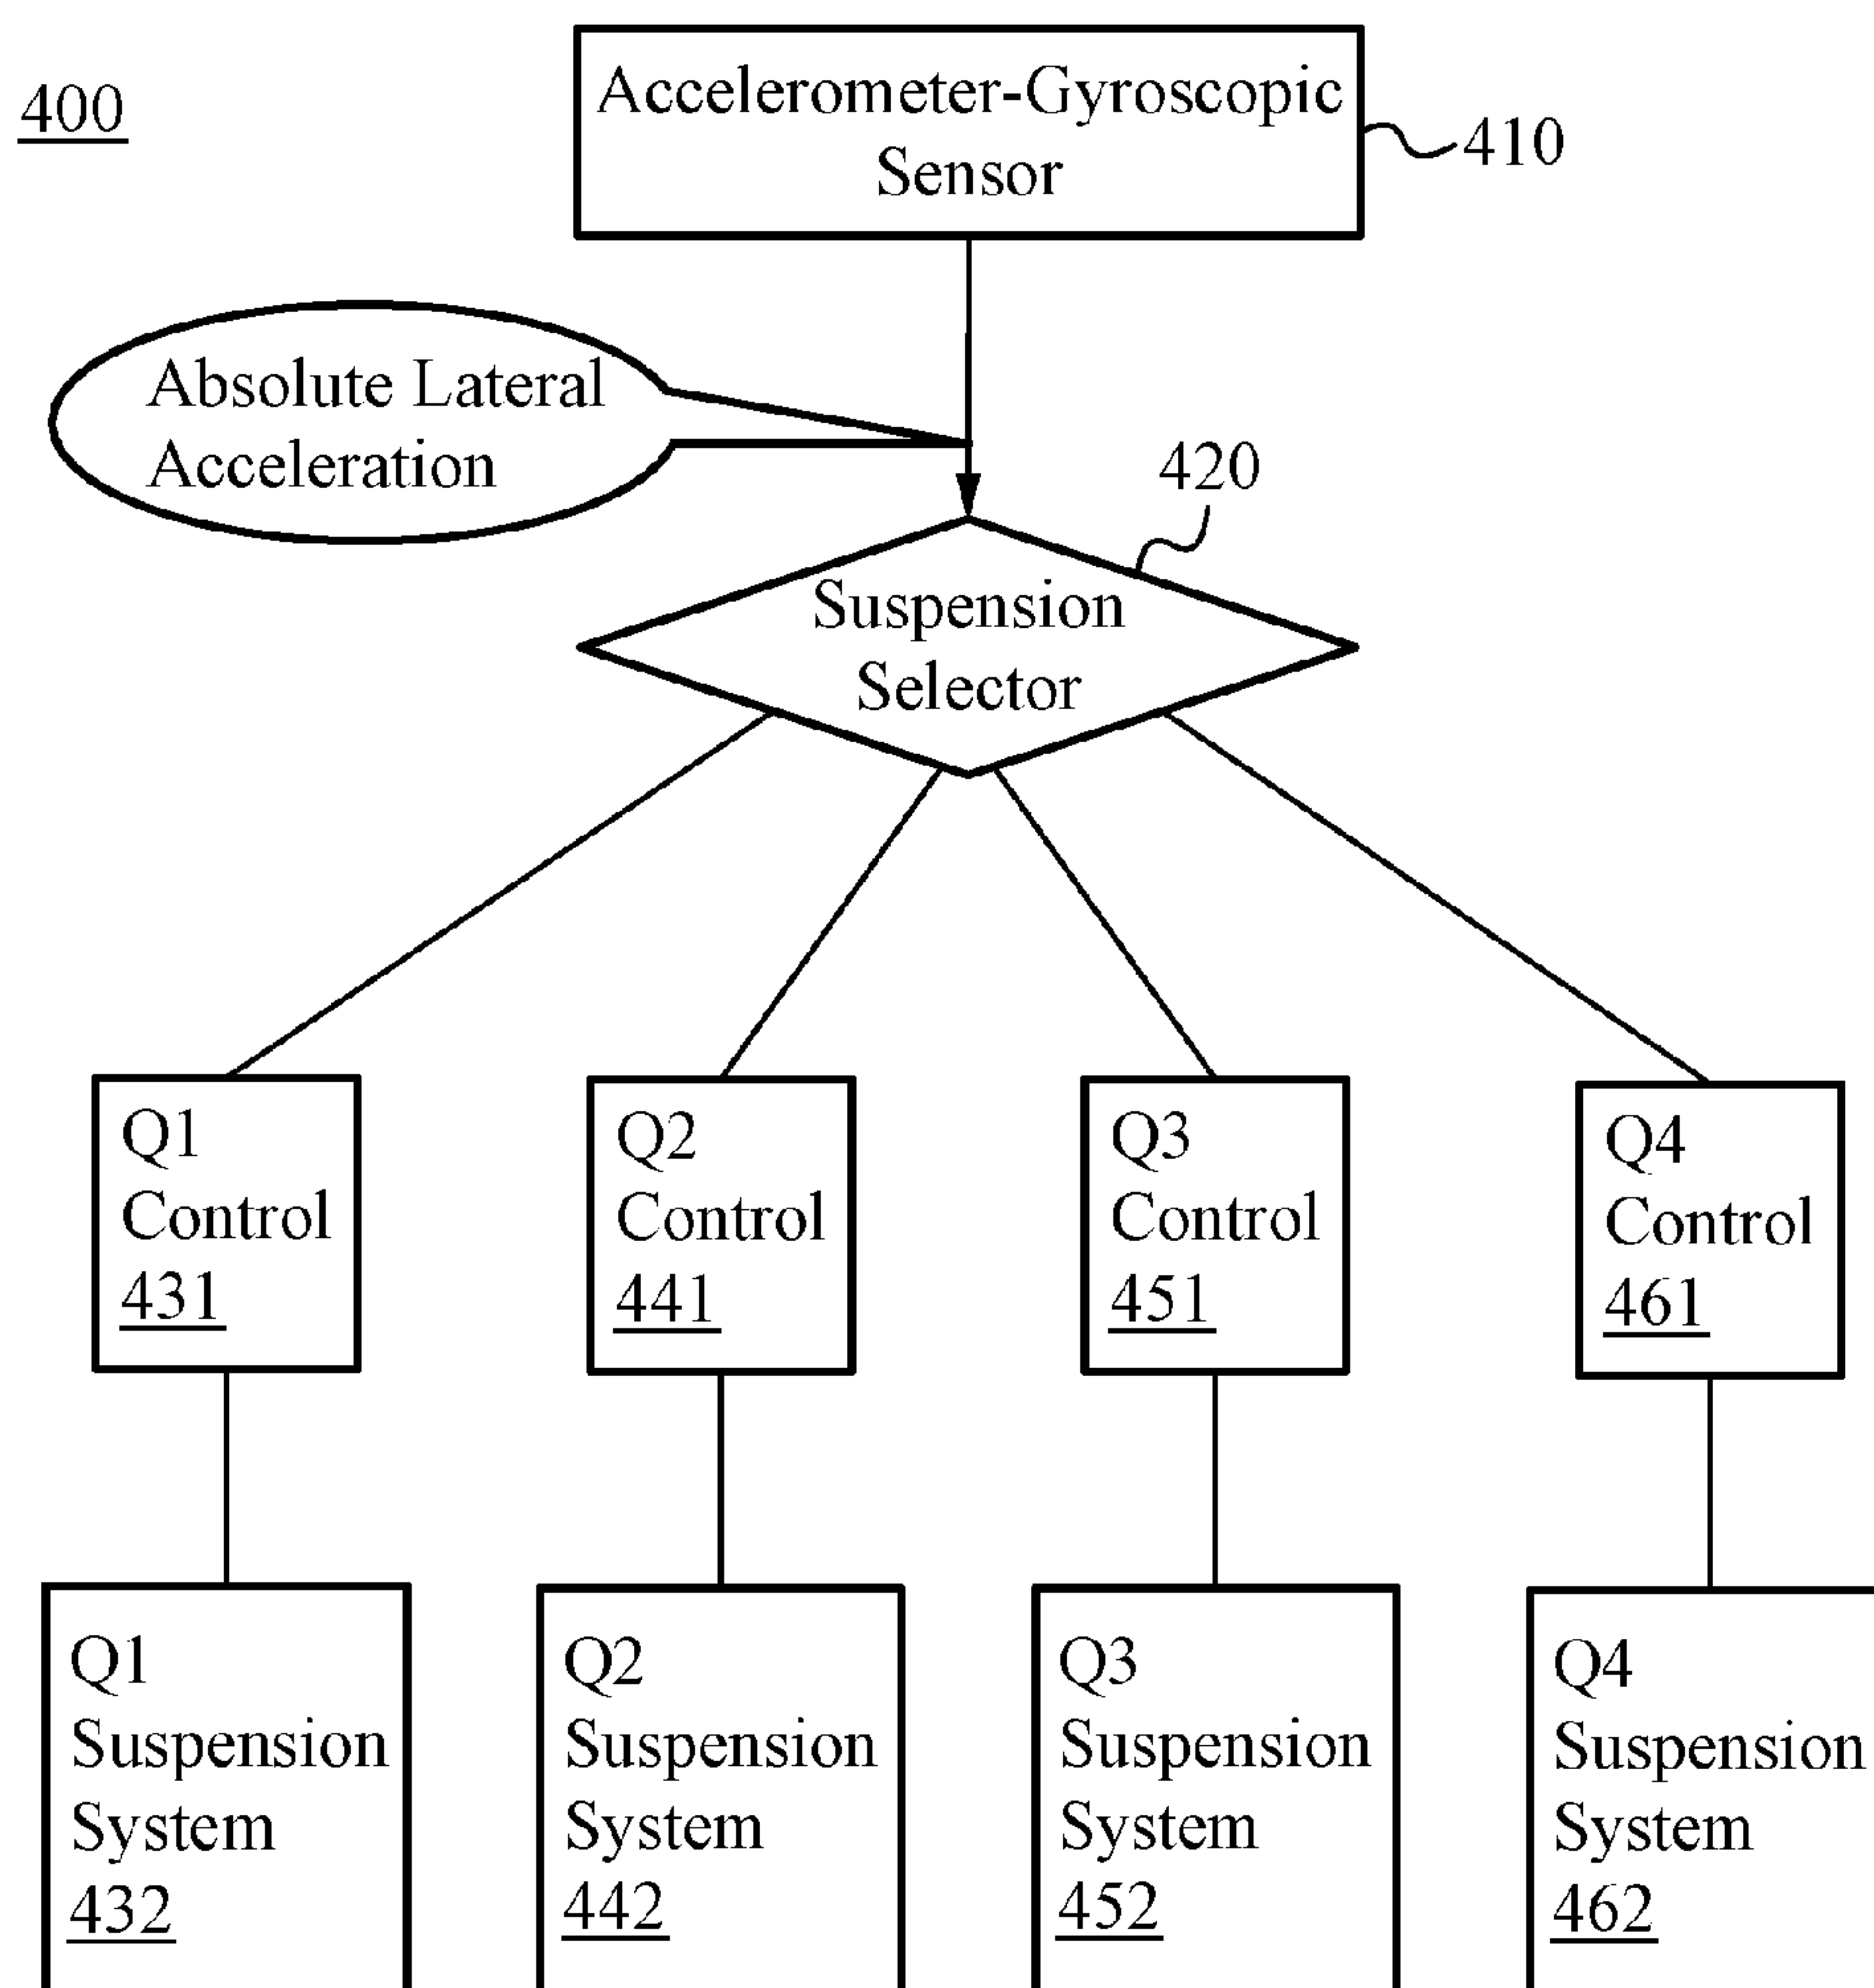 400
Accelerometer-Gyroscopic
Sensor
410
Absolute Lateral
Acceleration
420
Suspension
Selector
Q1
Control
431
Q2
Control
441
Q3
Control
451
Q4
Control
461
Q1
Suspension
System
432
Q2
Suspension
System
442
Q3
Suspension
System
452
Q4
Suspension
System
462